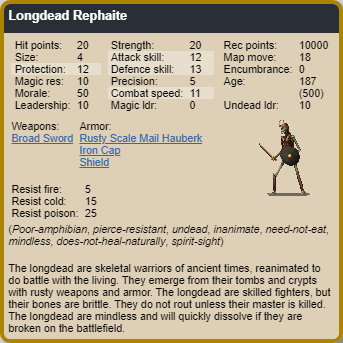 Longdead Rephaite
Hit points: 20 Strength: 20 Rec points: 10000
Size: 4 Attack skill: 12 Map move: 18
Protection: 12 Defence skill: 13 Encumbrance: 0
Magic res: 10 Precision: 5 Age: 187
Morale: 50 Combat speed: 11 (500)
Leadership: 10 Magic ldr: 0 Undead ldr: 10
Weapons: Armor:
Broad Sword Rusty Scale Mail Hauberk
Iron Cap
Shield
Resist fire: 5
Resist cold: 15
Resist poison: 25
(Poor-amphibian, pierce-resistant, undead, inanimate, need-not-eat,
mindless, does-not-heal-naturally, spirit-sight)
The longdead are skeletal warriors of ancient times, reanimated to
do battle with the living. They emerge from their tombs and crypts
with rusty weapons and armor. The longdead are skilled fighters, but
their bones are brittle. They do not rout unless their master is killed.
The longdead are mindless and will quickly dissolve if they are
broken on the battlefield.